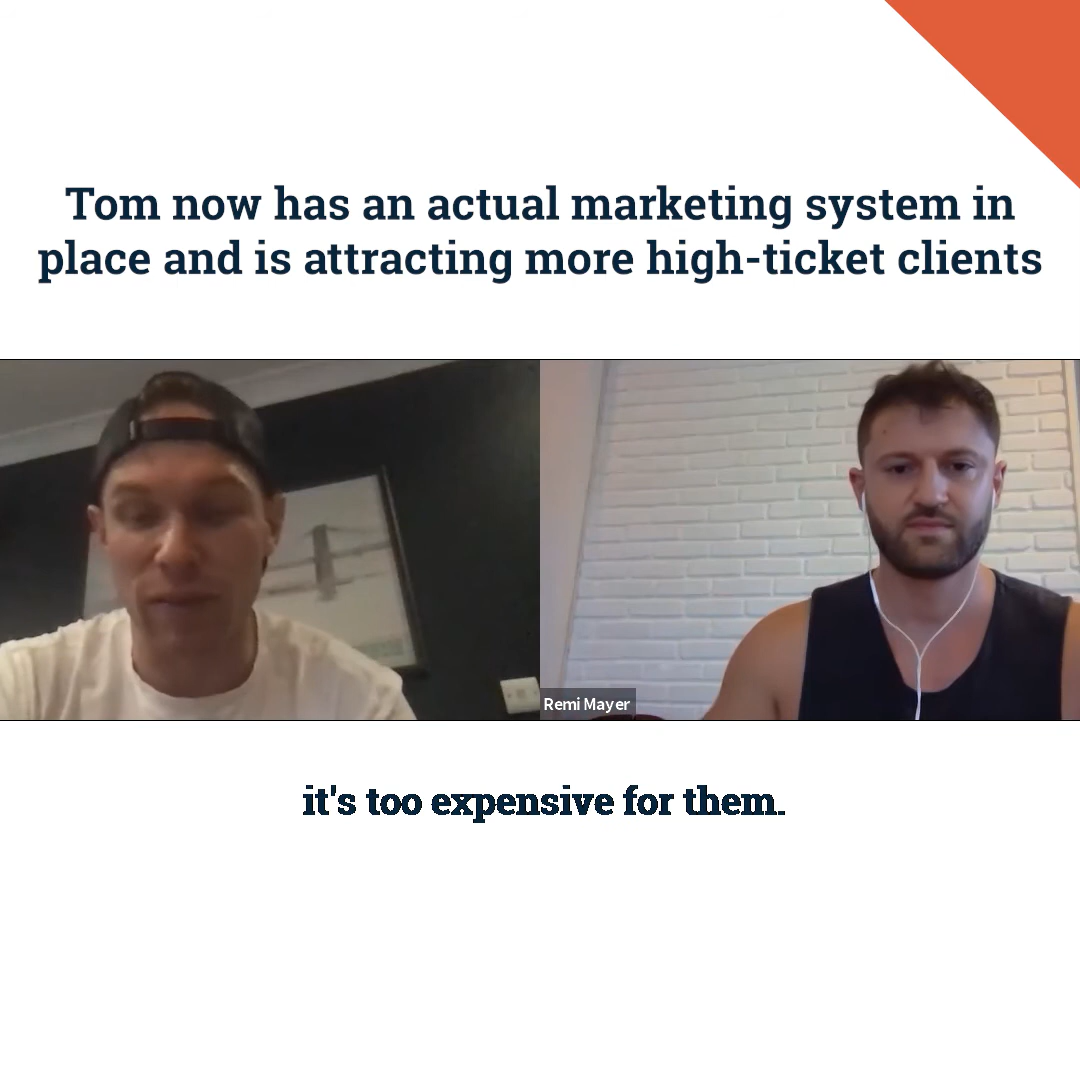 Tom now has an actual marketing system in
place and is attracting more high-ticket clients
Remi Mayer
it's too expensive for them.